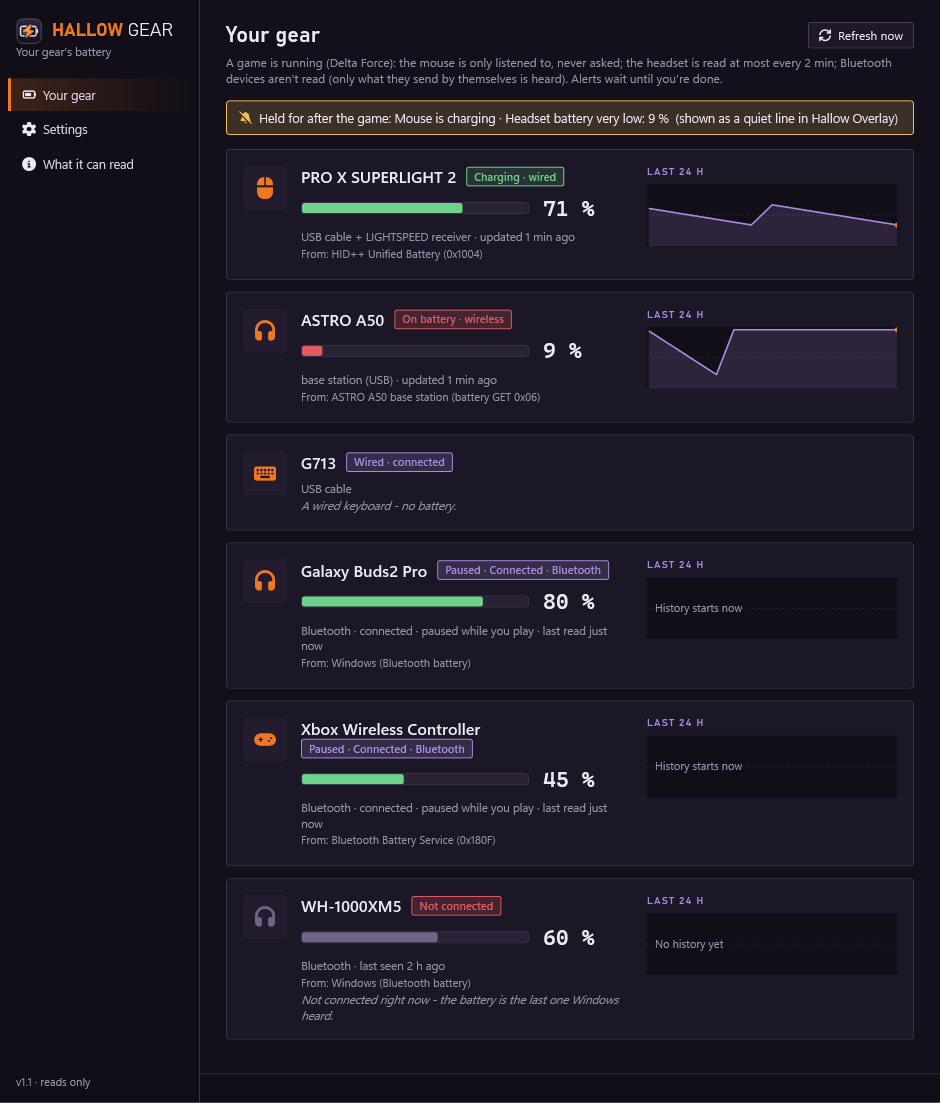 HALLOW GEAR
Your gear's battery
Your gear
Settings
What it can read
v1.1 · reads only
Your gear
Refresh now
A game is running (Delta Force): the mouse is only listened to, never asked; the headset is read at most every 2 min; Bluetooth
devices aren't read (only what they send by themselves is heard). Alerts wait until you're done.
Held for after the game: Mouse is charging · Headset battery very low: 9 % (shown as a quiet line in Hallow Overlay)
PRO X SUPERLIGHT 2
Charging · wired
71 %
USB cable + LIGHTSPEED receiver · updated 1 min ago
From: HID++ Unified Battery (0x1004)
LAST 24 H
ASTRO A50
On battery · wireless
9 %
base station (USB) · updated 1 min ago
From: ASTRO A50 base station (battery GET 0x06)
LAST 24 H
G713
Wired · connected
USB cable
A wired keyboard - no battery.
Galaxy Buds2 Pro
Paused · Connected · Bluetooth
80 %
Bluetooth · connected · paused while you play · last read just
now
From: Windows (Bluetooth battery)
LAST 24 H
History starts now
Xbox Wireless Controller
Paused · Connected · Bluetooth
45 %
Bluetooth · connected · paused while you play · last read just
now
From: Bluetooth Battery Service (0x180F)
LAST 24 H
History starts now
WH-1000XM5
Not connected
60 %
Bluetooth · last seen 2 h ago
From: Windows (Bluetooth battery)
Not connected right now - the battery is the last one Windows
heard.
LAST 24 H
No history yet